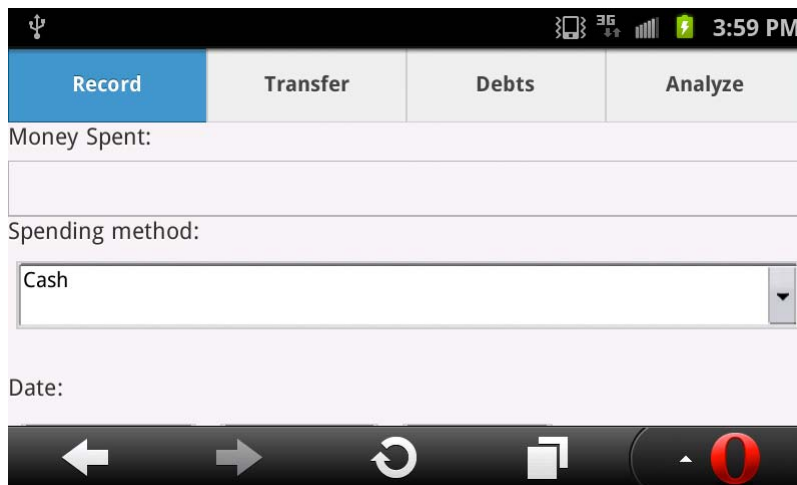 3G 3:59 PM
Record Transfer Debts Analyze
Money Spent:
Spending method:
Cash
Date: